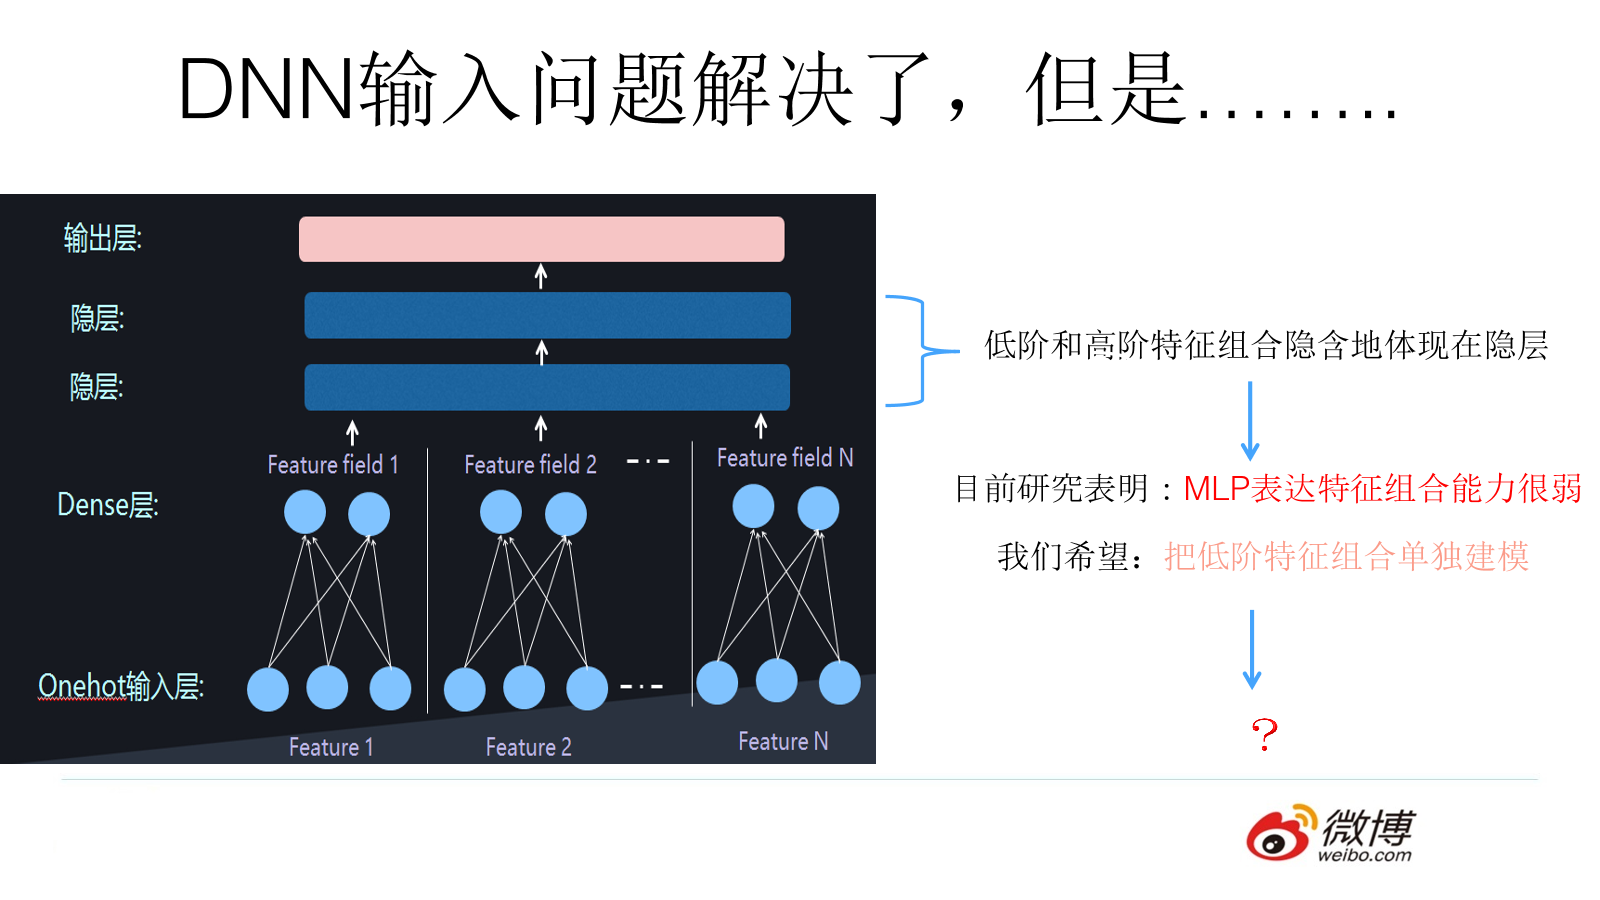 DNN输入问题解决了，但是........
输出层:
隐层:
隐层:
Feature field 1
Feature field 2
Feature field N
Dense层:
Onehot输入层:
Feature 1
Feature 2
Feature N
低阶和高阶特征组合隐含地体现在隐层
目前研究表明：MLP表达特征组合能力很弱
我们希望：把低阶特征组合单独建模
？
微博
weibo.com